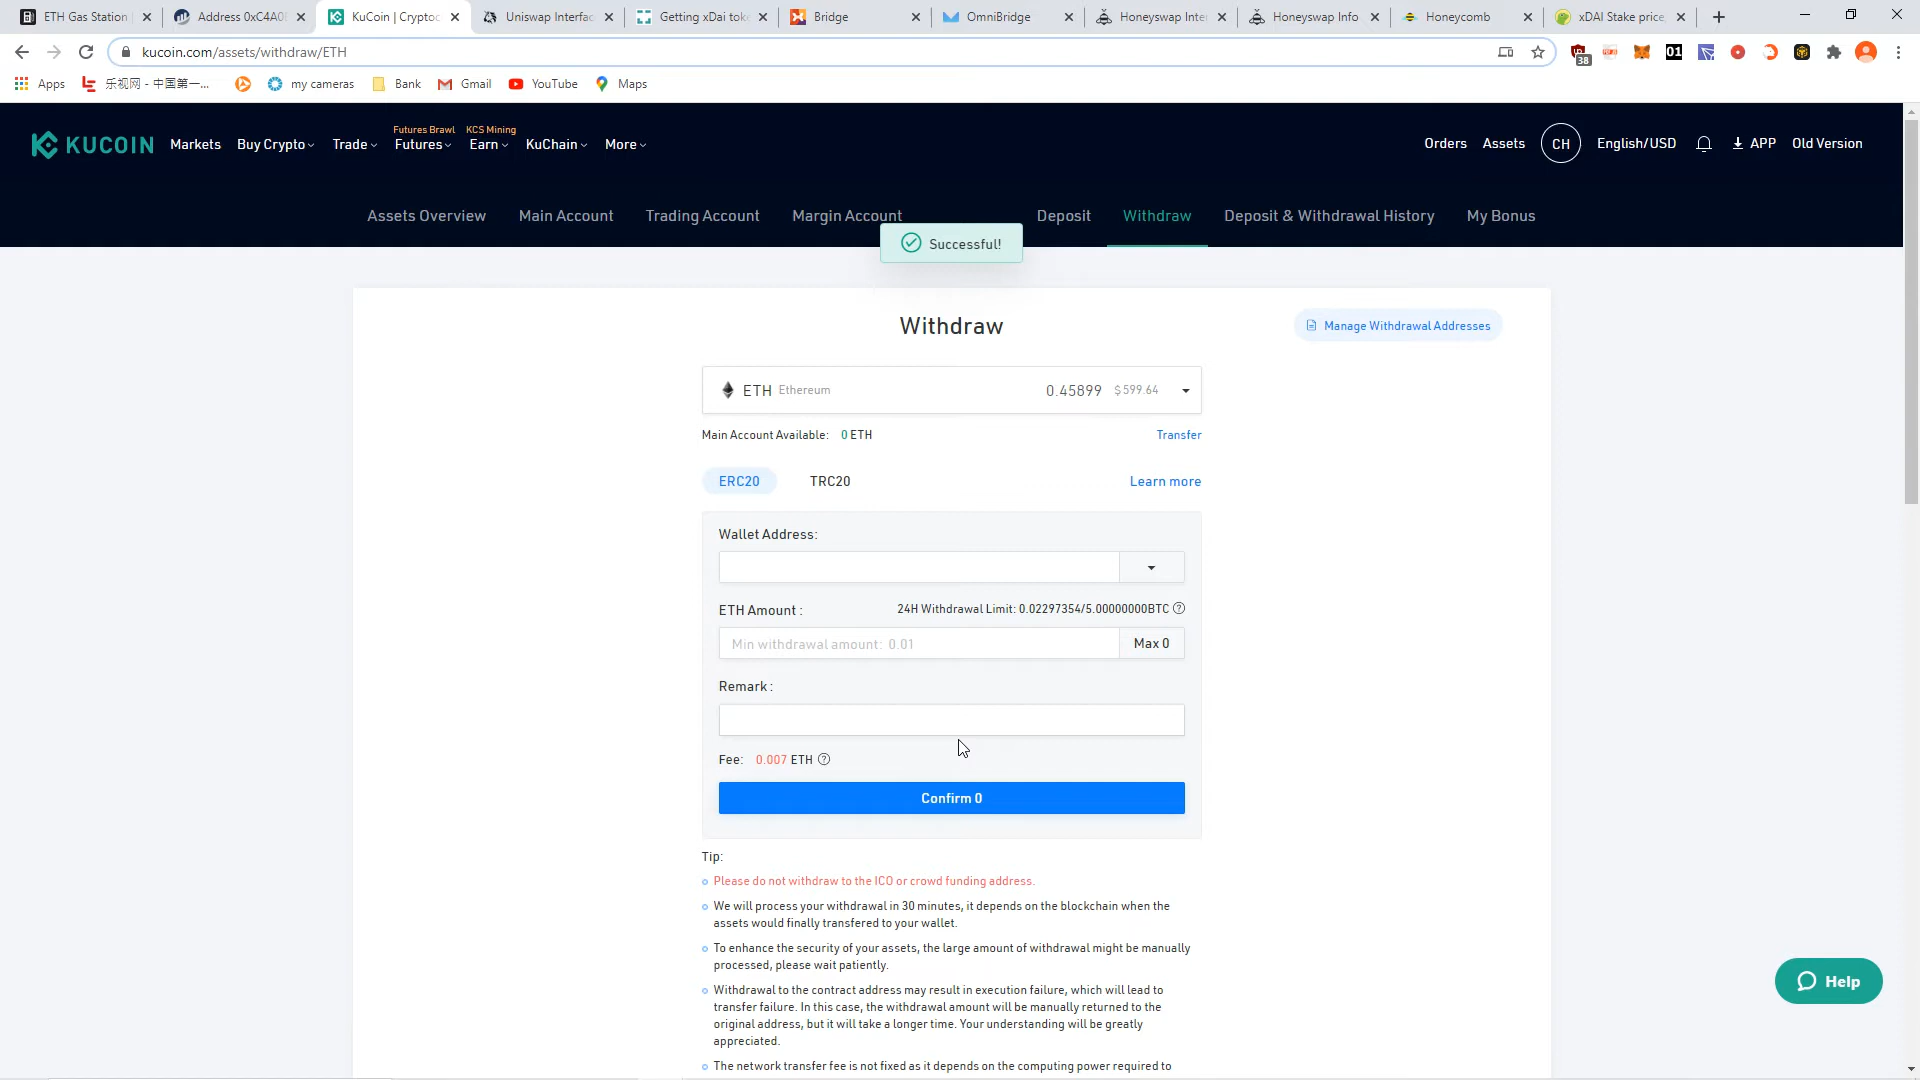 ETH Gas Station
Address 0xC4A0
KuCoin | Cryptoc
Uniswap Interfac
Getting xDai tok
Bridge
OmniBridge
Honeyswap Inter
Honeyswap Info
Honeycomb
xDAI Stake price,
kucoin.com/assets/withdraw/ETH
38
01
Apps
乐视网 - 中国第一...
my cameras
Bank
Gmail
YouTube
Maps
KUCOIN
Markets
Buy Crypto
Trade
Futures Brawl
Futures
KCS Mining
Earn
KuChain
More
Orders
Assets
CH
English/USD
APP
Old Version
Assets Overview
Main Account
Trading Account
Margin Account
Deposit
Withdraw
Deposit & Withdrawal History
My Bonus
Successful!
Withdraw
Manage Withdrawal Addresses
ETH Ethereum 0.45899 $ 599.64
Main Account Available: 0 ETH Transfer
ERC20 TRC20 Learn more
Wallet Address:
ETH Amount : 24H Withdrawal Limit: 0.02297354/5.00000000BTC ?
Min withdrawal amount: 0.01 Max 0
Remark :
Fee: 0.007 ETH ?
Confirm 0
Tip:
Please do not withdraw to the ICO or crowd funding address.
We will process your withdrawal in 30 minutes, it depends on the blockchain when the
assets would finally transfered to your wallet.
To enhance the security of your assets, the large amount of withdrawal might be manually
processed, please wait patiently.
Withdrawal to the contract address may result in execution failure, which will lead to
transfer failure. In this case, the withdrawal amount will be manually returned to the
original address, but it will take a longer time. Your understanding will be greatly
appreciated.
The network transfer fee is not fixed as it depends on the computing power required to
Help